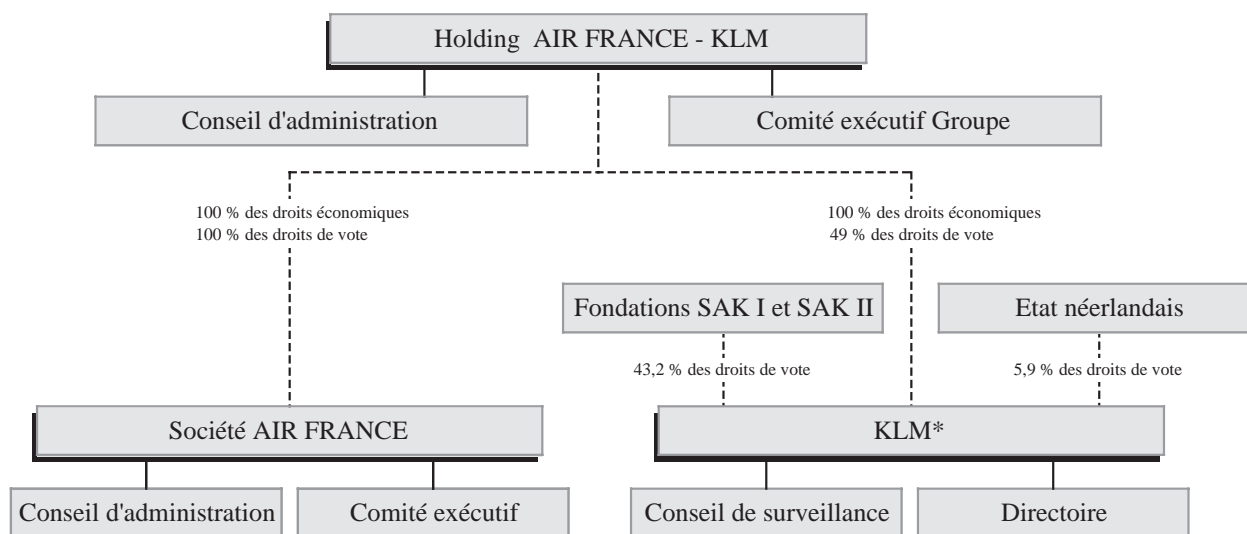 Holding AIR FRANCE - KLM
Conseil d'administration
Comité exécutif Groupe
100 % des droits économiques
100 % des droits de vote
100 % des droits économiques
49 % des droits de vote
Fondations SAK I et SAK II
Etat néerlandais
43,2 % des droits de vote
5,9 % des droits de vote
Société AIR FRANCE
KLM*
Conseil d'administration
Comité exécutif
Conseil de surveillance
Directoire